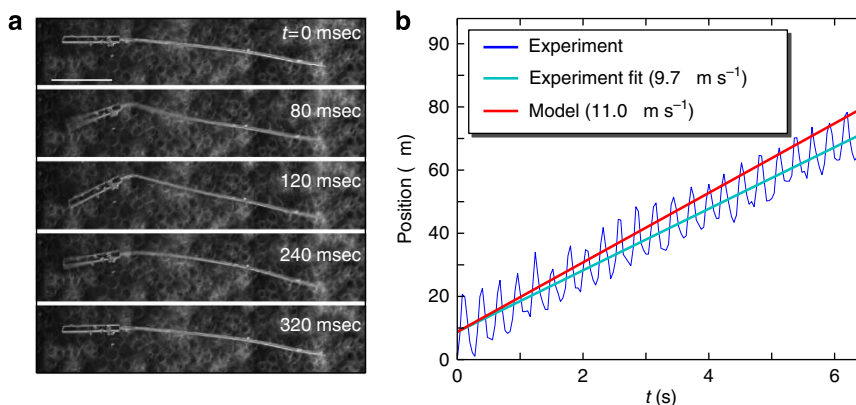 a
t=0 msec
80 msec
120 msec
240 msec
320 msec
b
Experiment
Experiment fit (9.7 m s⁻¹)
Model (11.0 m s⁻¹)
Position ( m)
80
60
40
20
0
0 2 4 6
t (s)